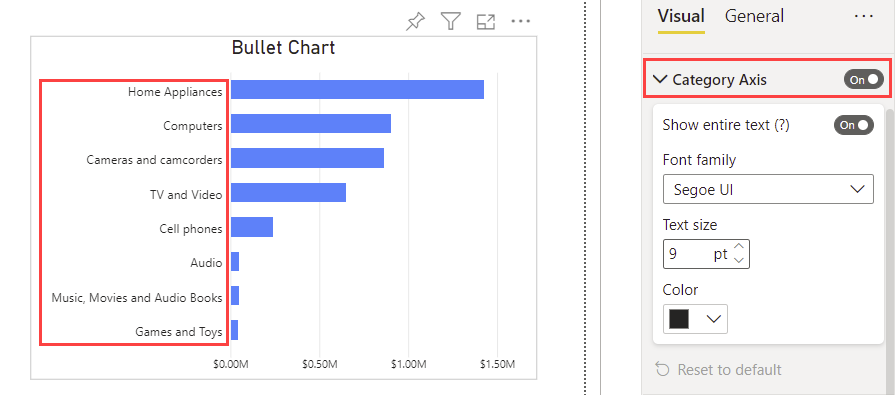 Bullet Chart
Home Appliances
Computers
Cameras and camcorders
TV and Video
Cell phones
Audio
Music, Movies and Audio Books
Games and Toys
$0.00M $0.50M $1.00M $1.50M
Visual General
Category Axis On
Show entire text (?) On
Font family
Segoe UI
Text size
9 pt
Color
Reset to default